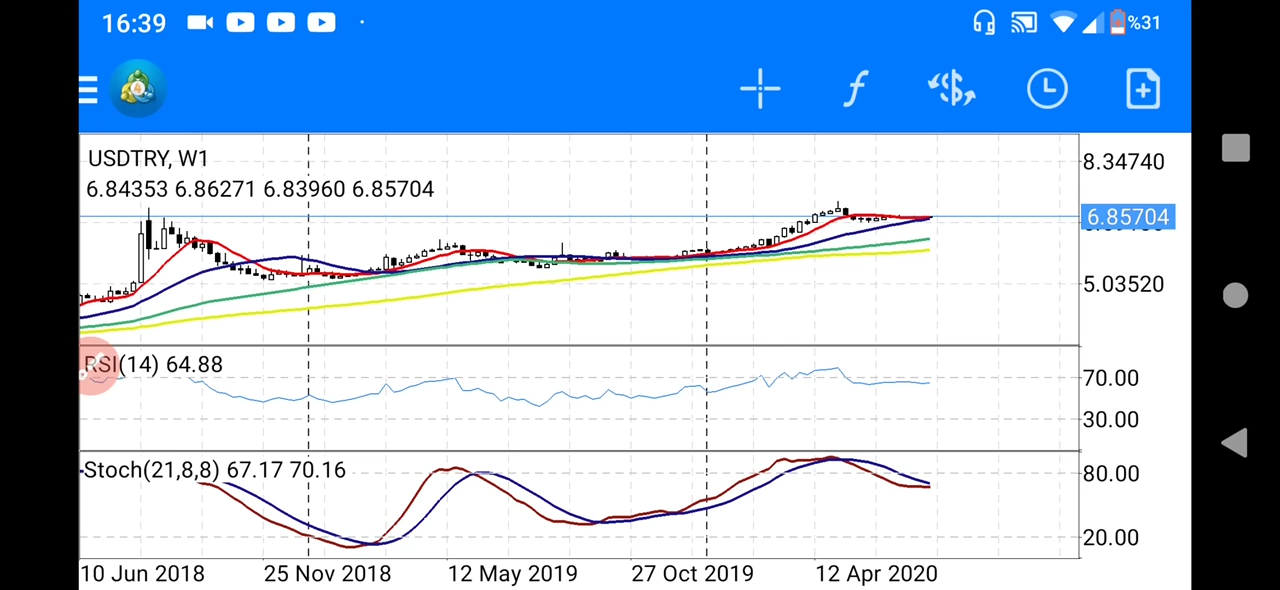 16:39
%31
USDTRY, W1
6.84353 6.86271 6.83960 6.85704
8.34740
6.85704
5.03520
RSI(14) 64.88
70.00
30.00
Stoch(21,8,8) 67.17 70.16
80.00
20.00
10 Jun 2018 25 Nov 2018 12 May 2019 27 Oct 2019 12 Apr 2020